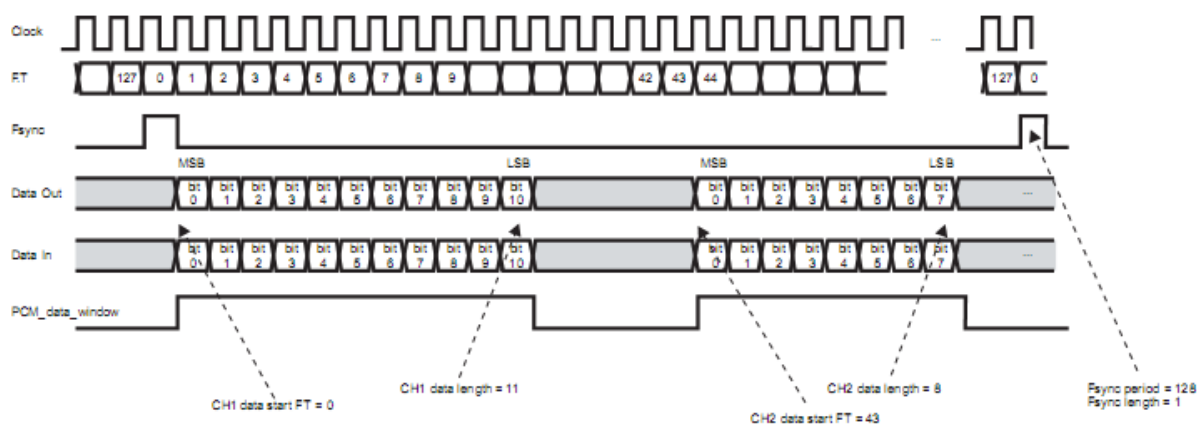 Clock ...
F.T 127 0 1 2 3 4 5 6 7 8 9 42 43 44 127 0
Fsync
MSB LSB MSB LSB
Data Out bit 0 bit 1 bit 2 bit 3 bit 4 bit 5 bit 6 bit 7 bit 8 bit 9 bit 10 bit 0 bit 1 bit 2 bit 3 bit 4 bit 5 bit 6 bit 7 ...
Data In bit 0 bit 1 bit 2 bit 3 bit 4 bit 5 bit 6 bit 7 bit 8 bit 9 bit 10 bit 0 bit 1 bit 2 bit 3 bit 4 bit 5 bit 6 bit 7 ...
PCM_data_window
CH1 data start FT = 0
CH1 data length = 11
CH2 data start FT = 43
CH2 data length = 8
Fsync period = 128
Fsync length = 1